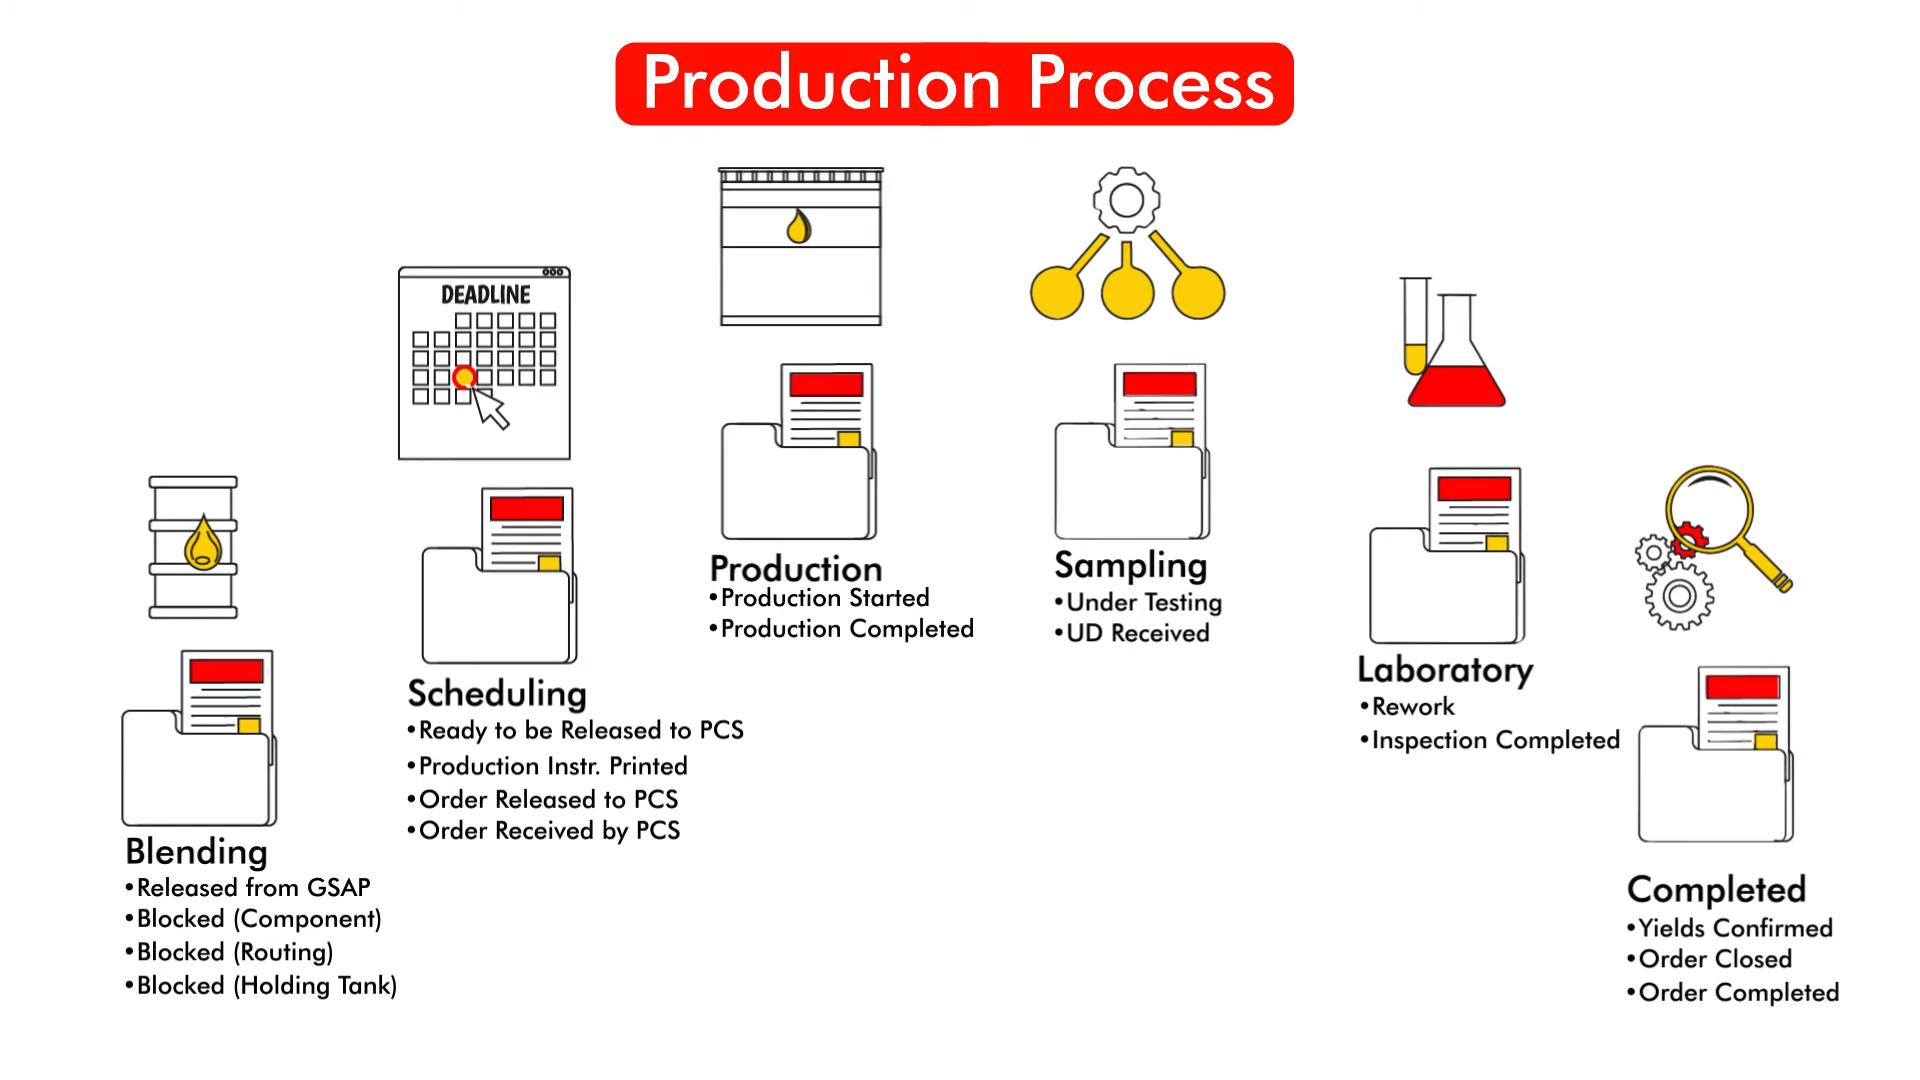 Production Process
DEADLINE
Blending
•Released from GSAP
•Blocked (Component)
•Blocked (Routing)
•Blocked (Holding Tank)
Scheduling
•Ready to be Released to PCS
•Production Instr. Printed
•Order Released to PCS
•Order Received by PCS
Production
•Production Started
•Production Completed
Sampling
•Under Testing
•UD Received
Laboratory
•Rework
•Inspection Completed
Completed
•Yields Confirmed
•Order Closed
•Order Completed